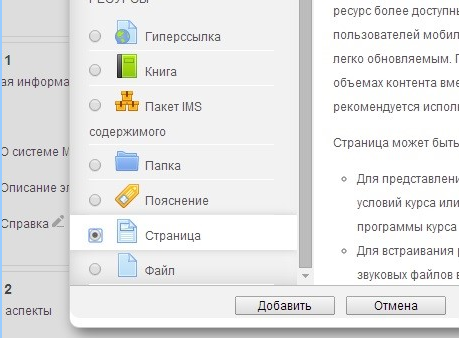 РЕСУРСЫ
Гиперссылка
Книга
Пакет IMS
содержимого
Папка
Пояснение
Страница
Файл
ресурс более доступны
пользователей мобил
легко обновляемым.
объемах контента вме
рекомендуется исполь
Страница может быть
Для представлени
условий курса или
программы курса
Для встраивания
звуковых файлов
1
ая информа
О системе М
Описание эл
Справка
2
аспекты
Добавить
Отмена